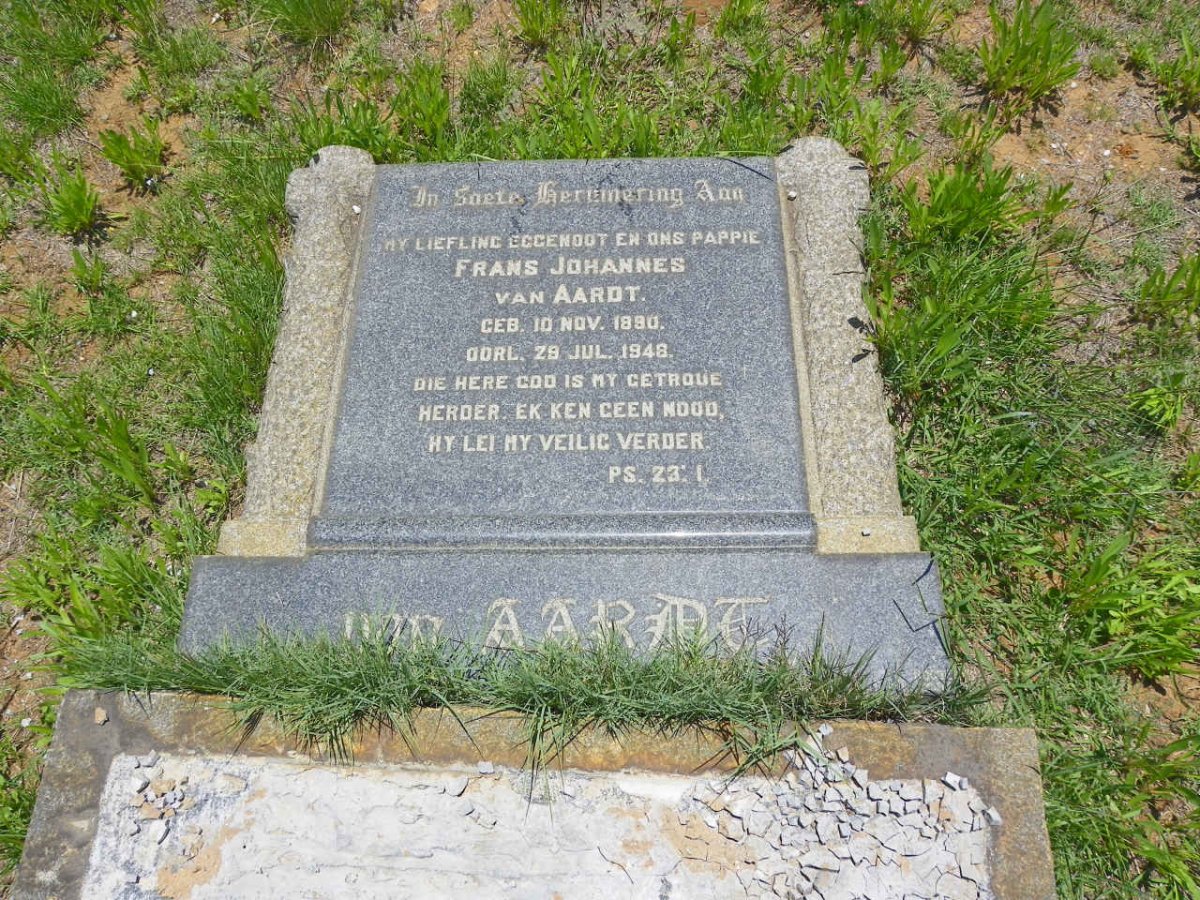 In Soete Herinnering Aan
MY LIEFLING EGGENOOT EN ONS PAPPIE
FRANS JOHANNES
VAN AARDT.
GEB. 10 NOV. 1890.
OORL. 29 JUL. 1948.
DIE HERE GOD IS MY GETROUE
HERDER. EK KEN GEEN NOOD,
HY LEI MY VEILIG VERDER.
PS. 23: 1.
van AARDT